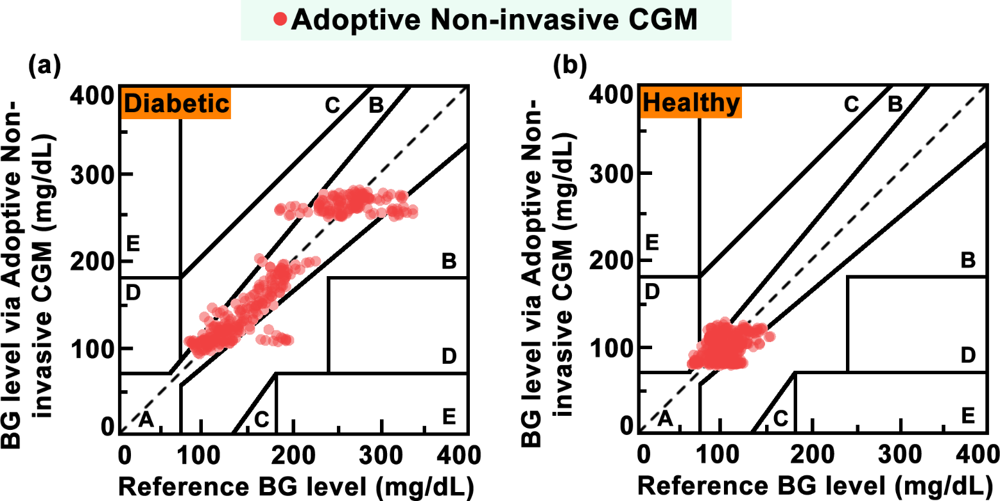 Adoptive Non-invasive CGM
(a)
BG level via Adoptive Non-
invasive CGM (mg/dL)
400
300
200
100
0
Diabetic
C
B
E
D
B
D
A
C
E
0
100
200
300
400
Reference BG level (mg/dL)
(b)
BG level via Adoptive Non-
invasive CGM (mg/dL)
400
300
200
100
0
Healthy
C
B
E
D
B
D
A
C
E
0
100
200
300
400
Reference BG level (mg/dL)